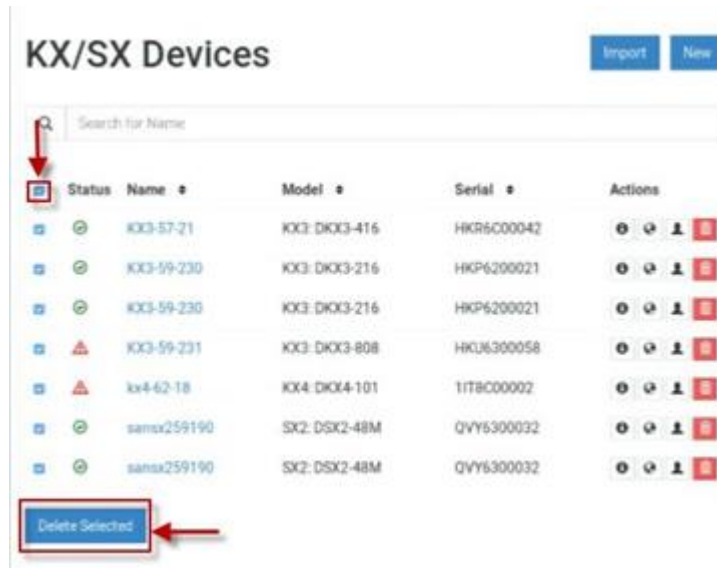 KX/SX Devices
Import New
Search for Name
Status Name Model Serial Actions
KX3-57-21 KX3: DKX3-416 HKR6C00042
KX3-59-230 KX3: DKX3-216 HKP6200021
KX3-59-230 KX3: DKX3-216 HKP6200021
KX3-59-231 KX3: DKX3-808 HKU6300058
kx4-62-18 KX4: DKX4-101 1IT8C00002
sansx259190 SX2: DSX2-48M QVY6300032
sansx259190 SX2: DSX2-48M QVY6300032
Delete Selected